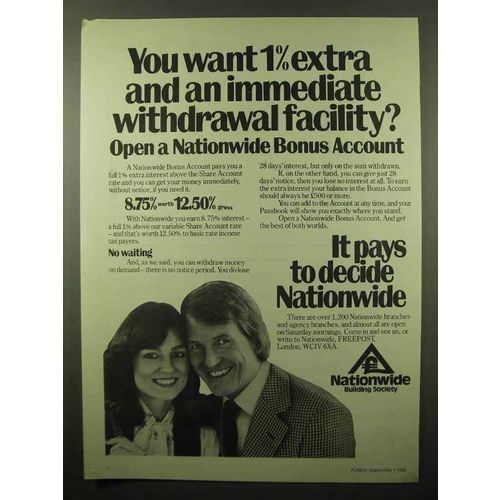 You want 1% extra
and an immediate
withdrawal facility?
Open a Nationwide Bonus Account
A Nationwide Bonus Account pays you a
full 1% extra interest above the Share Account
rate and you can get your money immediately,
without notice, if you need it.
8.75% worth 12.50% gross
With Nationwide you earn 8.75% interest –
a full 1% above our variable Share Account rate
– and that's worth 12.50% to basic rate income
tax payers.
No waiting
And, as we said, you can withdraw money
on demand – there is no notice period. You do lose
28 days' interest, but only on the sum withdrawn.
If, on the other hand, you can give just 28
days' notice, then you lose no interest at all. To earn
the extra interest your balance in the Bonus Account
should always be £500 or more.
You can add to the Account at any time, and your
Passbook will show you exactly where you stand.
Open a Nationwide Bonus Account. And get
the best of both worlds.
It pays
to decide
Nationwide
There are over 1,200 Nationwide branches
and agency branches, and almost all are open
on Saturday mornings. Come in and see us, or
write to Nationwide, FREEPOST,
London, WC1V 6XA.
Nationwide
Building Society
PUNCH, September 1 1982